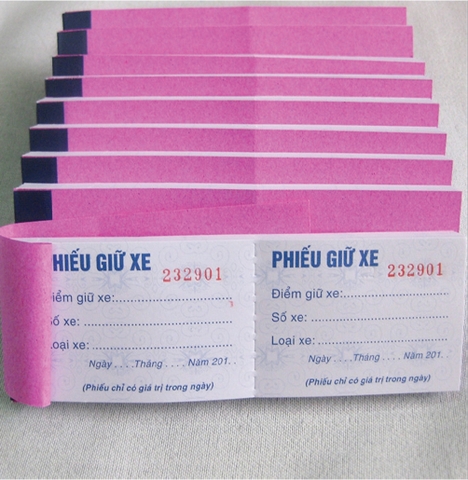 HIẾU GIỮ XE
232901
iểm giữ xe:..............................
ố xe: ......................................
oại xe: ...................................
Ngày . . . .Tháng . . . . Năm 201. .
(Phiếu chỉ có giá trị trong ngày)
PHIẾU GIỮ XE
232901
Điểm giữ xe:...........................
Số xe: ...................................
Loại xe: .................................
Ngày . . . .Tháng . . . . Năm 201. .
(Phiếu chỉ có giá trị trong ngày)